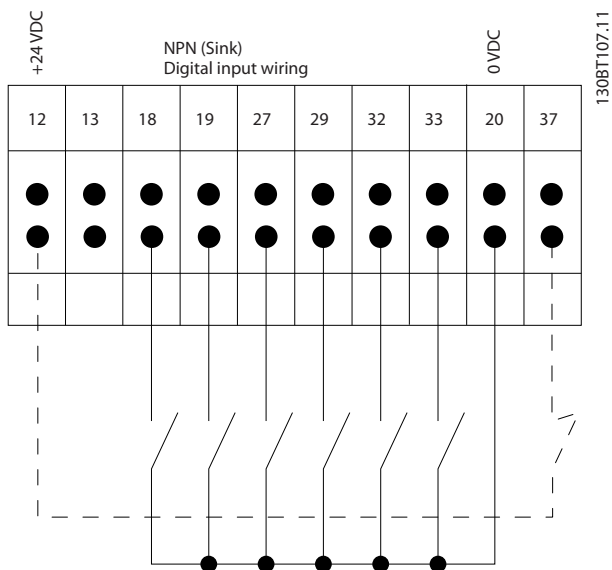 +24 VDC
NPN (Sink)
Digital input wiring
0 VDC
130BT107.11
12 13 18 19 27 29 32 33 20 37